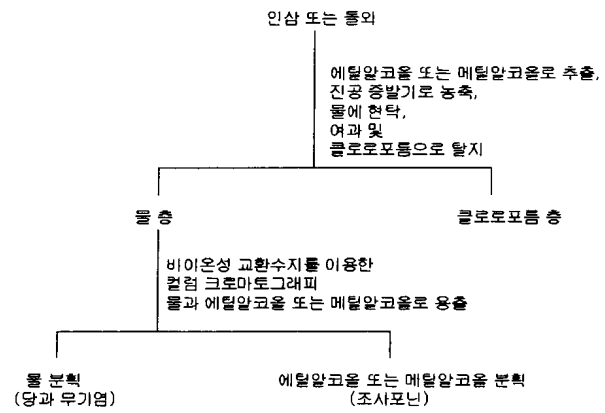 인삼 또는 돌외
에틸알코올 또는 메틸알코올로 추출,
진공 증발기로 농축,
물에 현탁,
여과 및
클로로포름으로 탈지
물 층
클로로포름 층
비이온성 교환수지를 이용한
컬럼 크로마토그래피
물과 에틸알코올 또는 메틸알코올로 용출
물 분획
(당과 무기염)
에틸알코올 또는 메탈알코올 분획
(조사포닌)